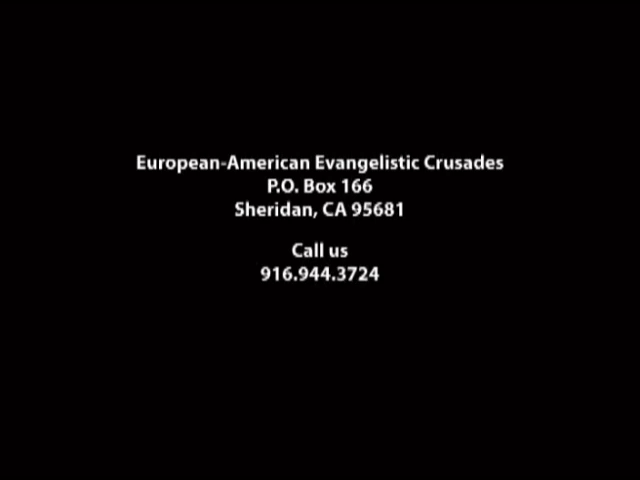 European-American Evangelistic Crusades
P.O. Box 166
Sheridan, CA 95681
Call us
916.944.3724